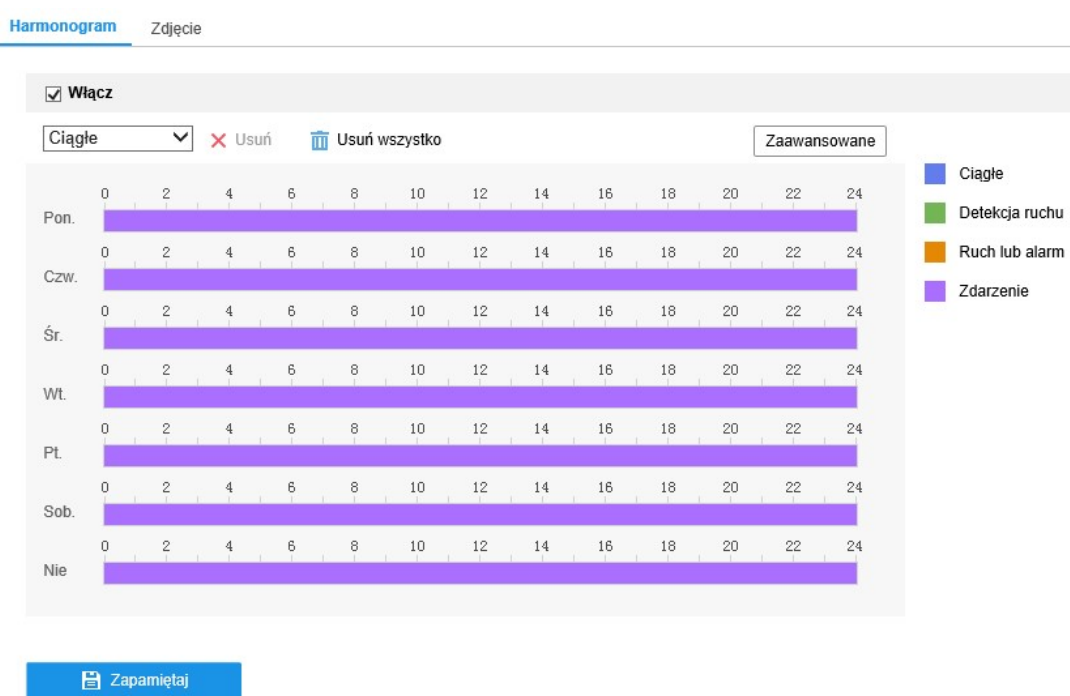 Harmonogram Zdjęcie
Włącz
Ciągłe Usuń Usuń wszystko Zaawansowane
Ciągłe
Detekcja ruchu
Ruch lub alarm
Zdarzenie
0 2 4 6 8 10 12 14 16 18 20 22 24
Pon.
0 2 4 6 8 10 12 14 16 18 20 22 24
Czw.
0 2 4 6 8 10 12 14 16 18 20 22 24
Śr.
0 2 4 6 8 10 12 14 16 18 20 22 24
Wt.
0 2 4 6 8 10 12 14 16 18 20 22 24
Pt.
0 2 4 6 8 10 12 14 16 18 20 22 24
Sob.
0 2 4 6 8 10 12 14 16 18 20 22 24
Nie
Zapamiętaj